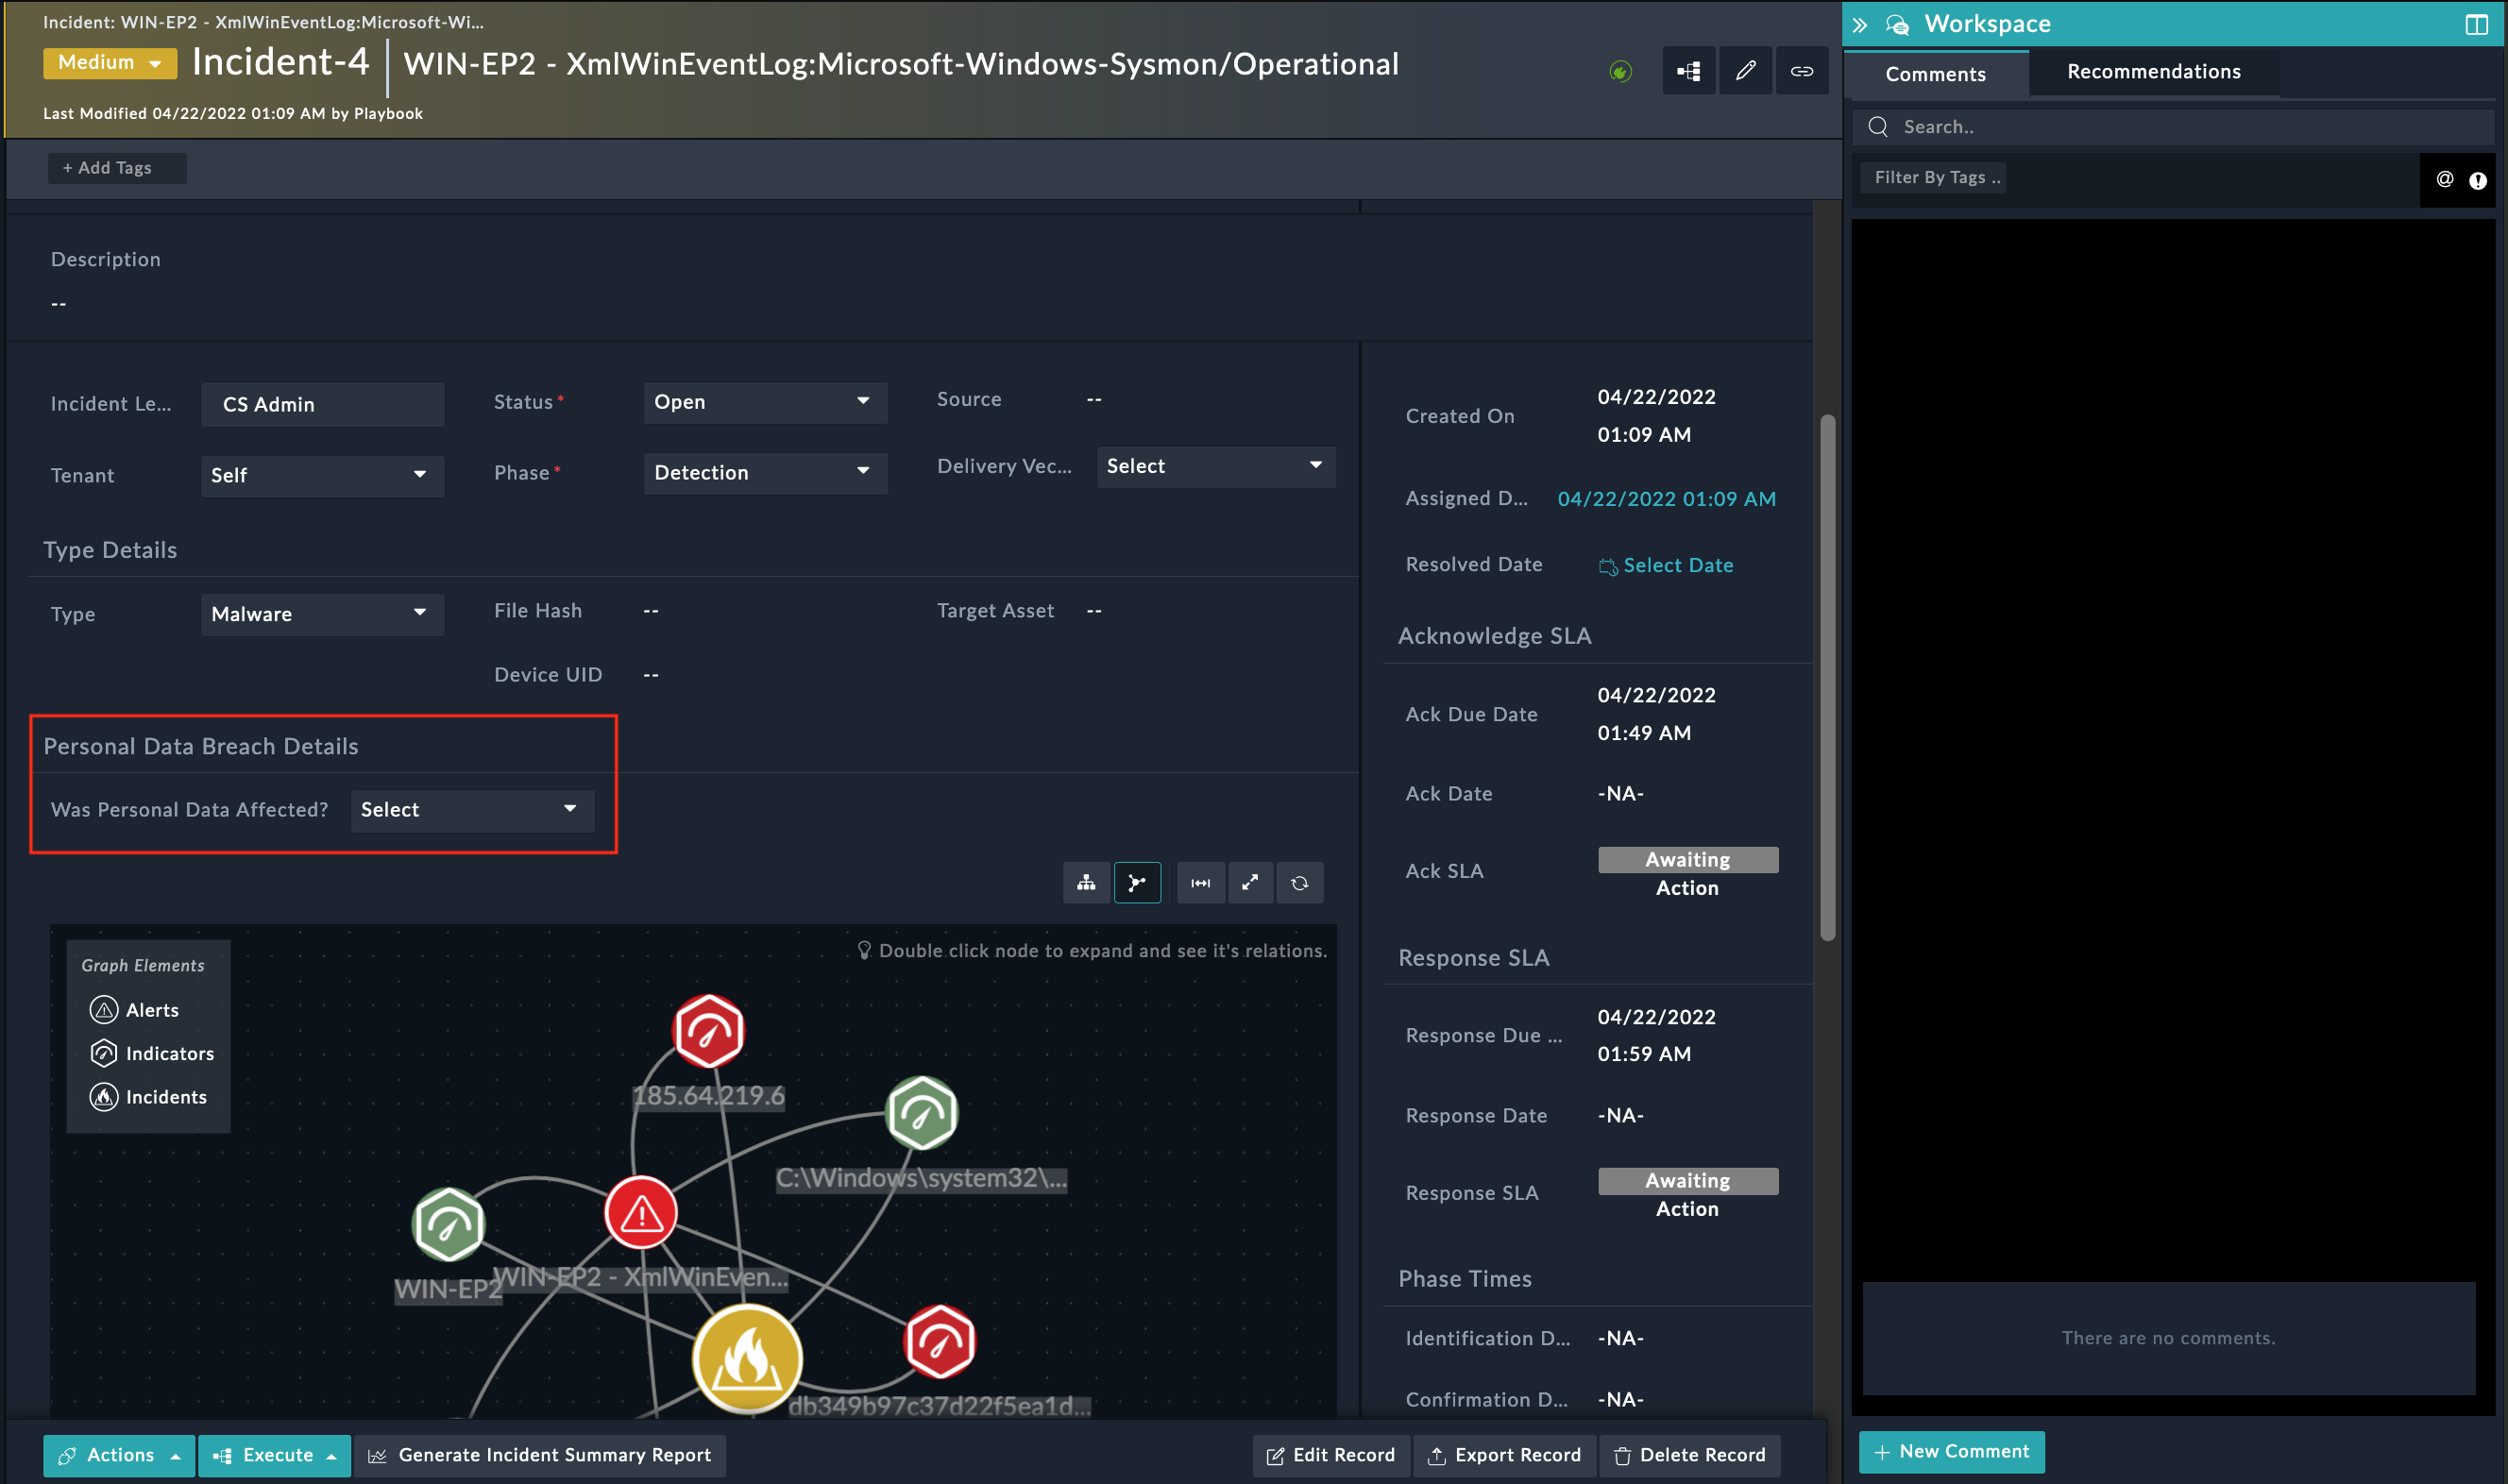 Incident: WIN-EP2 - XmlWinEventLog:Microsoft-Wi...
Medium
Incident-4
WIN-EP2 - XmlWinEventLog:Microsoft-Windows-Sysmon/Operational
Last Modified 04/22/2022 01:09 AM by Playbook
+ Add Tags
Description
--
Incident Le...
CS Admin
Status*
Open
Source
--
Tenant
Self
Phase*
Detection
Delivery Vec...
Select
Type Details
Type
Malware
File Hash
--
Target Asset
--
Device UID
--
Personal Data Breach Details
Was Personal Data Affected?
Select
Double click node to expand and see it's relations.
Graph Elements
Alerts
Indicators
Incidents
185.64.219.6
C:\Windows\system32\...
WIN-EP2
WIN-EP2 - XmlWinEven...
db349b97c37d22f5ea1d...
Created On
04/22/2022
01:09 AM
Assigned D...
04/22/2022 01:09 AM
Resolved Date
Select Date
Acknowledge SLA
Ack Due Date
04/22/2022
01:49 AM
Ack Date
-NA-
Ack SLA
Awaiting
Action
Response SLA
Response Due ...
04/22/2022
01:59 AM
Response Date
-NA-
Response SLA
Awaiting
Action
Phase Times
Identification D...
-NA-
Confirmation D...
-NA-
Actions
Execute
Generate Incident Summary Report
Edit Record
Export Record
Delete Record
Workspace
Comments
Recommendations
Search..
Filter By Tags ..
@
There are no comments.
+ New Comment